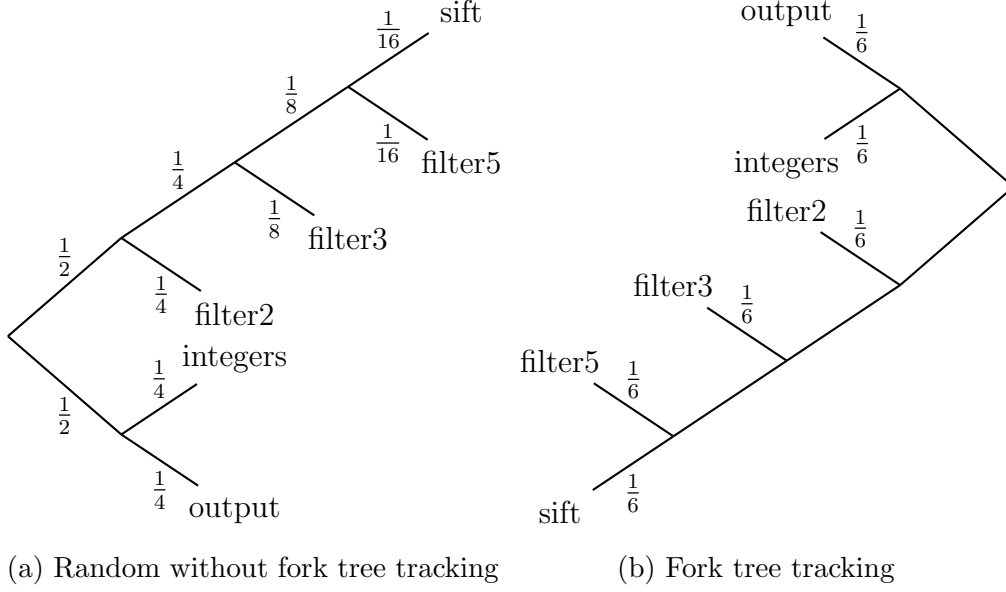 sift
1/16
1/8
1/16
filter5
1/4
1/8
filter3
1/2
1/4
filter2
integers
1/4
1/2
1/4
output
(a) Random without fork tree tracking
output
1/6
1/6
integers
filter2
1/6
filter3
1/6
filter5
1/6
1/6
sift
(b) Fork tree tracking